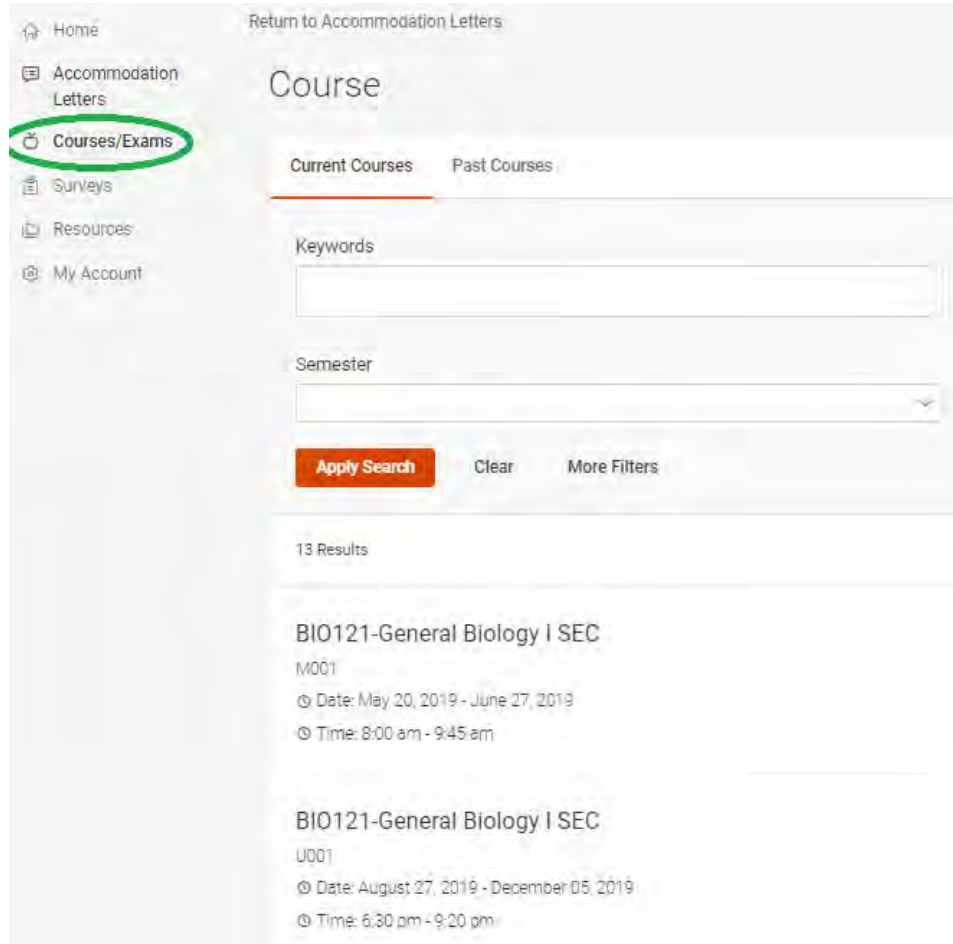 Home
Accommodation
Letters
Courses/Exams
Surveys
Resources
My Account
Return to Accommodation Letters
Course
Current Courses Past Courses
Keywords
Semester
Apply Search Clear More Filters
13 Results
BIO121-General Biology I SEC
M001
Date: May 20, 2019 - June 27, 2019
Time: 8:00 am - 9:45 am
BIO121-General Biology I SEC
U001
Date: August 27, 2019 - December 05, 2019
Time: 6:30 pm - 9:20 pm